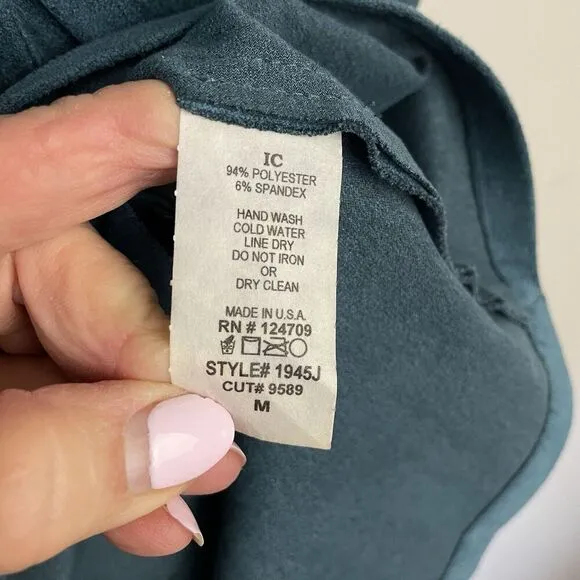 IC
94% POLYESTER
6% SPANDEX
HAND WASH
COLD WATER
LINE DRY
DO NOT IRON
OR
DRY CLEAN
MADE IN U.S.A.
RN # 124709
STYLE# 1945J
CUT# 9589
M